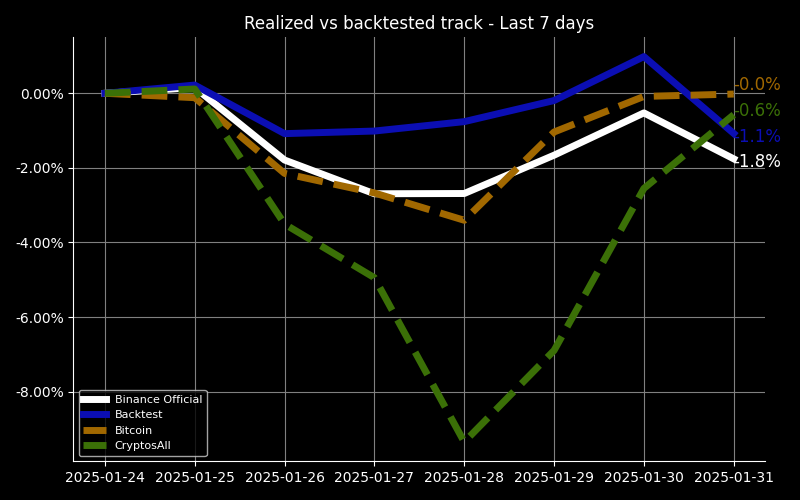 Realized vs backtested track - Last 7 days
0.00%
-2.00%
-4.00%
-6.00%
-8.00%
-0.0%
-0.6%
-1.1%
-1.8%
Binance Official
Backtest
Bitcoin
CryptosAll
2025-01-24 2025-01-25 2025-01-26 2025-01-27 2025-01-28 2025-01-29 2025-01-30 2025-01-31